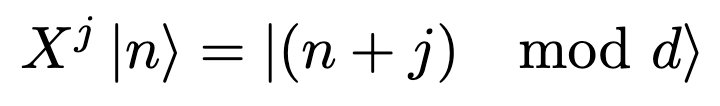 X^j |n⟩ = |(n + j) mod d⟩